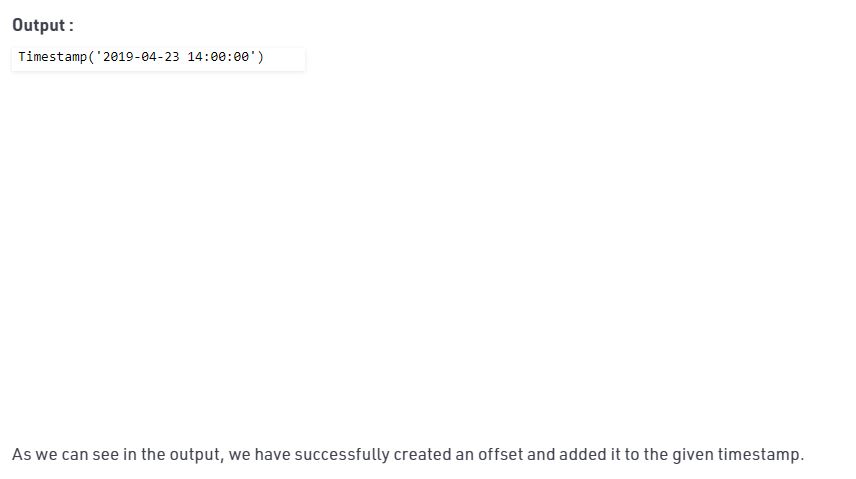 Output :
Timestamp('2019-04-23 14:00:00')
As we can see in the output, we have successfully created an offset and added it to the given timestamp.